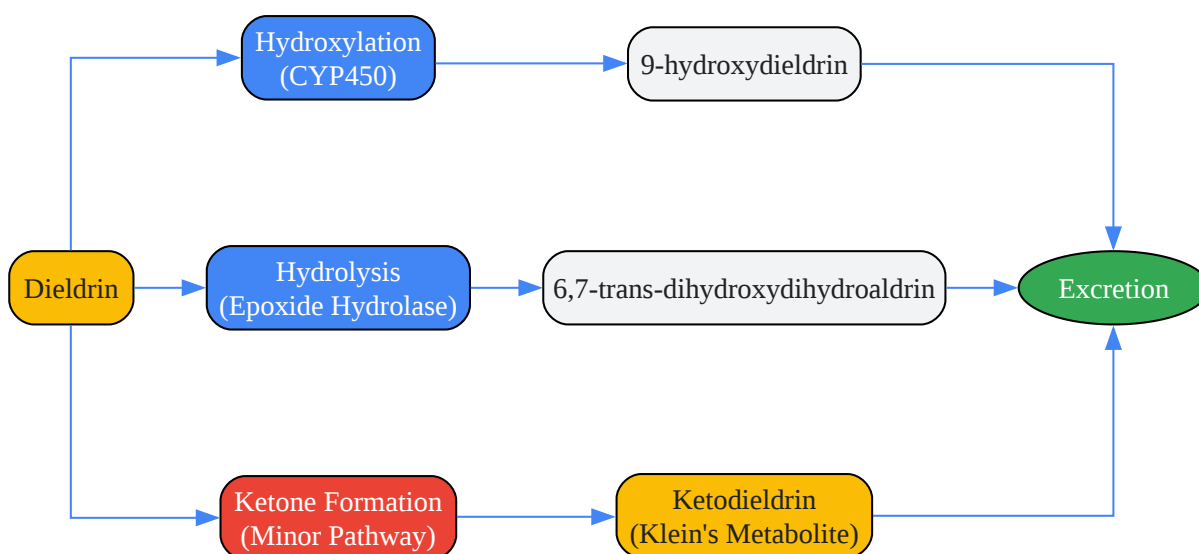 Hydroxylation
(CYP450)
9-hydroxydieldrin
Dieldrin
Hydrolysis
(Epoxide Hydrolase)
6,7-trans-dihydroxydihydroaldrin
Excretion
Ketone Formation
(Minor Pathway)
Ketodieldrin
(Klein's Metabolite)